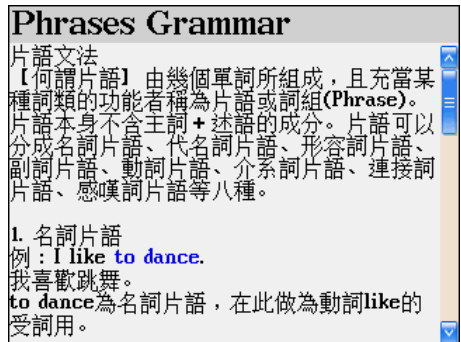 Phrases Grammar
片語文法
【何謂片語】由幾個單詞所組成，且充當某
種詞類的功能者稱為片語或詞組(Phrase)。
片語本身不含主詞+述語的成分。片語可以
分成名詞片語、代名詞片語、形容詞片語、
副詞片語、動詞片語、介系詞片語、連接詞
片語、感嘆詞片語等八種。
1. 名詞片語
例：I like to dance.
我喜歡跳舞。
to dance為名詞片語，在此做為動詞like的
受詞用。